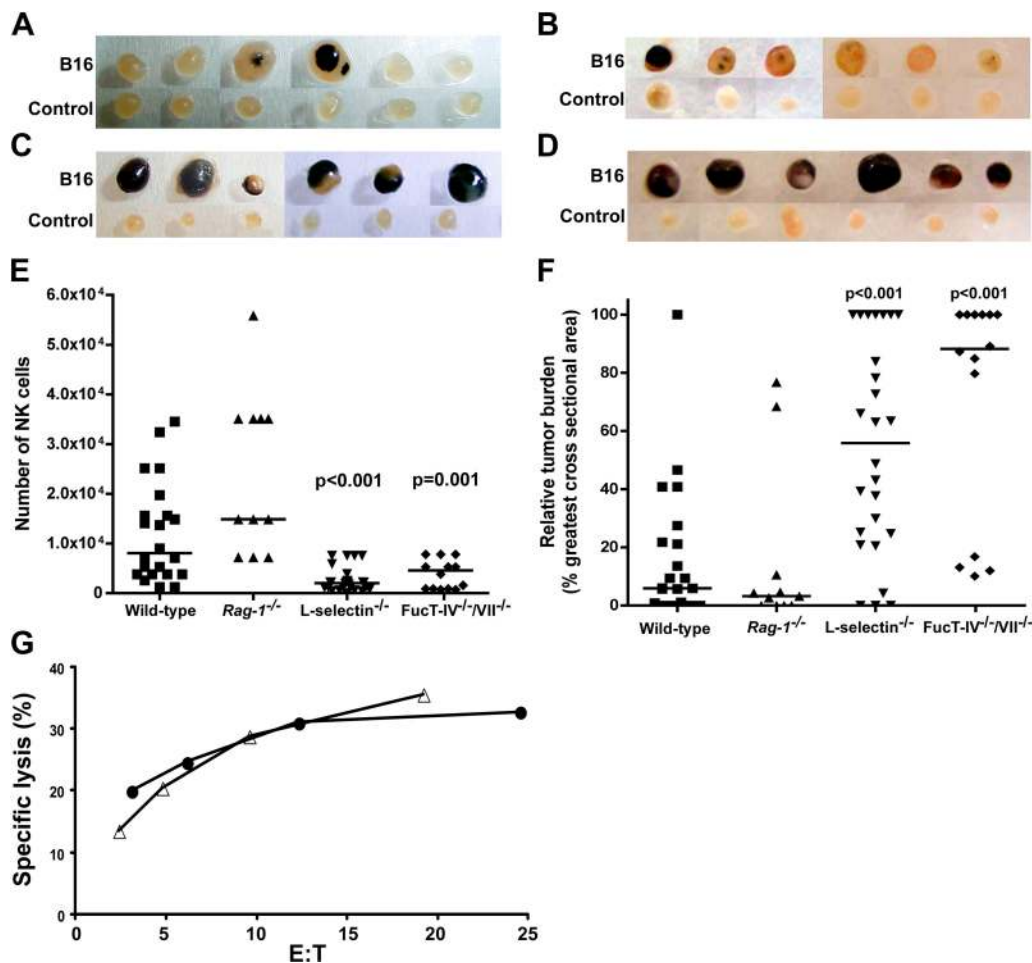 A
B16
Control
B
B16
Control
C
B16
Control
D
B16
Control
E
Number of NK cells
6.0x10⁴
5.0x10⁴
4.0x10⁴
3.0x10⁴
2.0x10⁴
1.0x10⁴
0
p<0.001
p=0.001
Wild-type
Rag-1⁻/⁻
L-selectin⁻/⁻
FucT-IV⁻/⁻/VII⁻/⁻
F
Relative tumor burden
(% greatest cross sectional area)
100
80
60
40
20
0
p<0.001
p<0.001
Wild-type
Rag-1⁻/⁻
L-selectin⁻/⁻
FucT-IV⁻/⁻/VII⁻/⁻
G
Specific lysis (%)
40
30
20
10
0
0
5
10
15
20
25
E:T